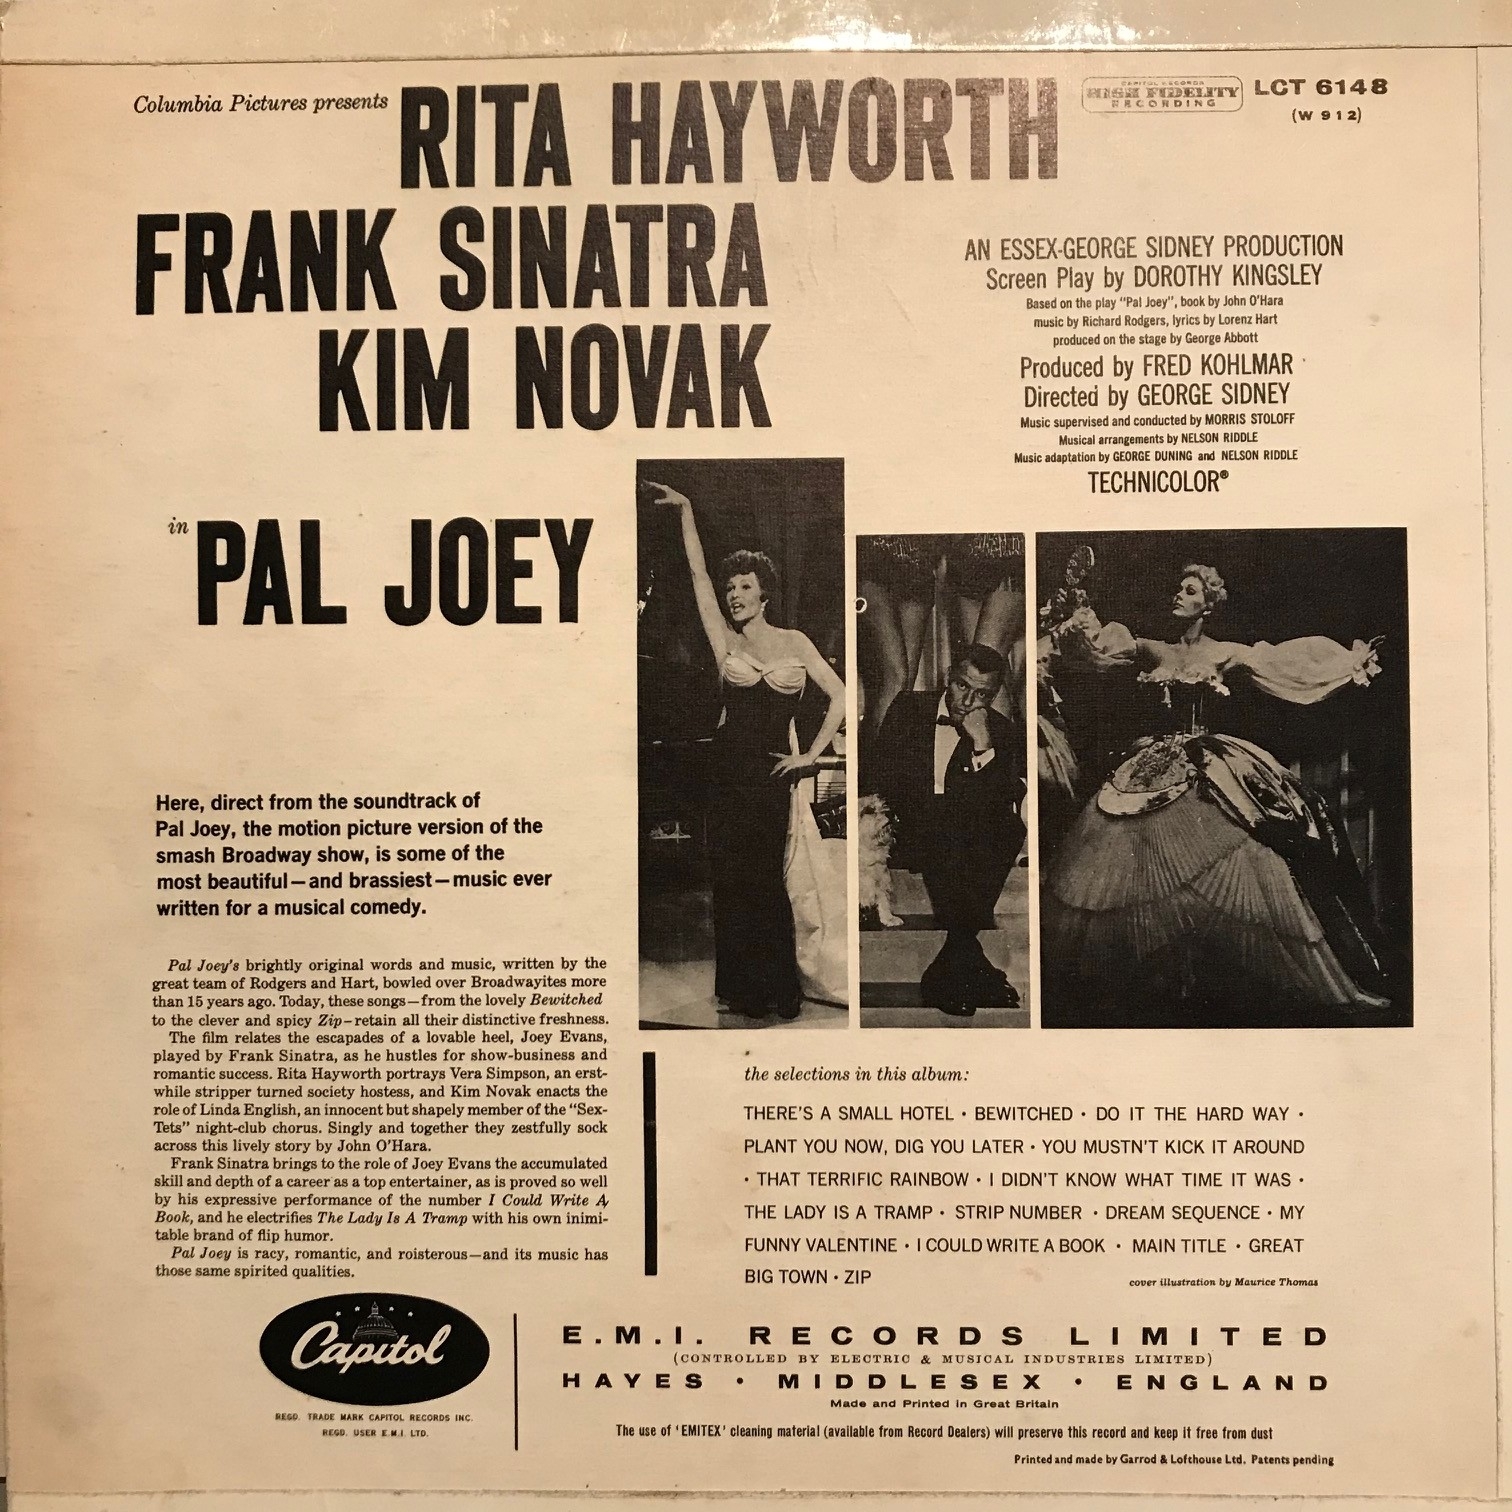 Columbia Pictures presents RITA HAYWORTH
FRANK SINATRA
KIM NOVAK
in PAL JOEY
CAPITOL RECORDS
HIGH FIDELITY
RECORDING
LCT 6148
(W 912)
AN ESSEX-GEORGE SIDNEY PRODUCTION
Screen Play by DOROTHY KINGSLEY
Based on the play "Pal Joey", book by John O'Hara
music by Richard Rodgers, lyrics by Lorenz Hart
produced on the stage by George Abbott
Produced by FRED KOHLMAR
Directed by GEORGE SIDNEY
Music supervised and conducted by MORRIS STOLOFF
Musical arrangements by NELSON RIDDLE
Music adaptation by GEORGE DUNING and NELSON RIDDLE
TECHNICOLOR®
Here, direct from the soundtrack of
Pal Joey, the motion picture version of the
smash Broadway show, is some of the
most beautiful—and brassiest—music ever
written for a musical comedy.
Pal Joey's brightly original words and music, written by the
great team of Rodgers and Hart, bowled over Broadwayites more
than 15 years ago. Today, these songs—from the lovely Bewitched
to the clever and spicy Zip—retain all their distinctive freshness.
The film relates the escapades of a lovable heel, Joey Evans,
played by Frank Sinatra, as he hustles for show-business and
romantic success. Rita Hayworth portrays Vera Simpson, an erst-
while stripper turned society hostess, and Kim Novak enacts the
role of Linda English, an innocent but shapely member of the "Sex-
Tets" night-club chorus. Singly and together they zestfully sock
across this lively story by John O'Hara.
Frank Sinatra brings to the role of Joey Evans the accumulated
skill and depth of a career as a top entertainer, as is proved so well
by his expressive performance of the number I Could Write A
Book, and he electrifies The Lady Is A Tramp with his own inimi-
table brand of flip humor.
Pal Joey is racy, romantic, and roisterous—and its music has
those same spirited qualities.
the selections in this album:
THERE'S A SMALL HOTEL • BEWITCHED • DO IT THE HARD WAY •
PLANT YOU NOW, DIG YOU LATER • YOU MUSTN'T KICK IT AROUND
• THAT TERRIFIC RAINBOW • I DIDN'T KNOW WHAT TIME IT WAS •
THE LADY IS A TRAMP • STRIP NUMBER • DREAM SEQUENCE • MY
FUNNY VALENTINE • I COULD WRITE A BOOK • MAIN TITLE • GREAT
BIG TOWN • ZIP
cover illustration by Maurice Thomas
Capitol
REGD. TRADE MARK CAPITOL RECORDS INC.
REGD. USER E.M.I. LTD.
E.M.I. RECORDS LIMITED
(CONTROLLED BY ELECTRIC & MUSICAL INDUSTRIES LIMITED)
HAYES • MIDDLESEX • ENGLAND
Made and Printed in Great Britain
The use of 'EMITEX' cleaning material (available from Record Dealers) will preserve this record and keep it free from dust
Printed and made by Garrod & Lofthouse Ltd. Patents pending